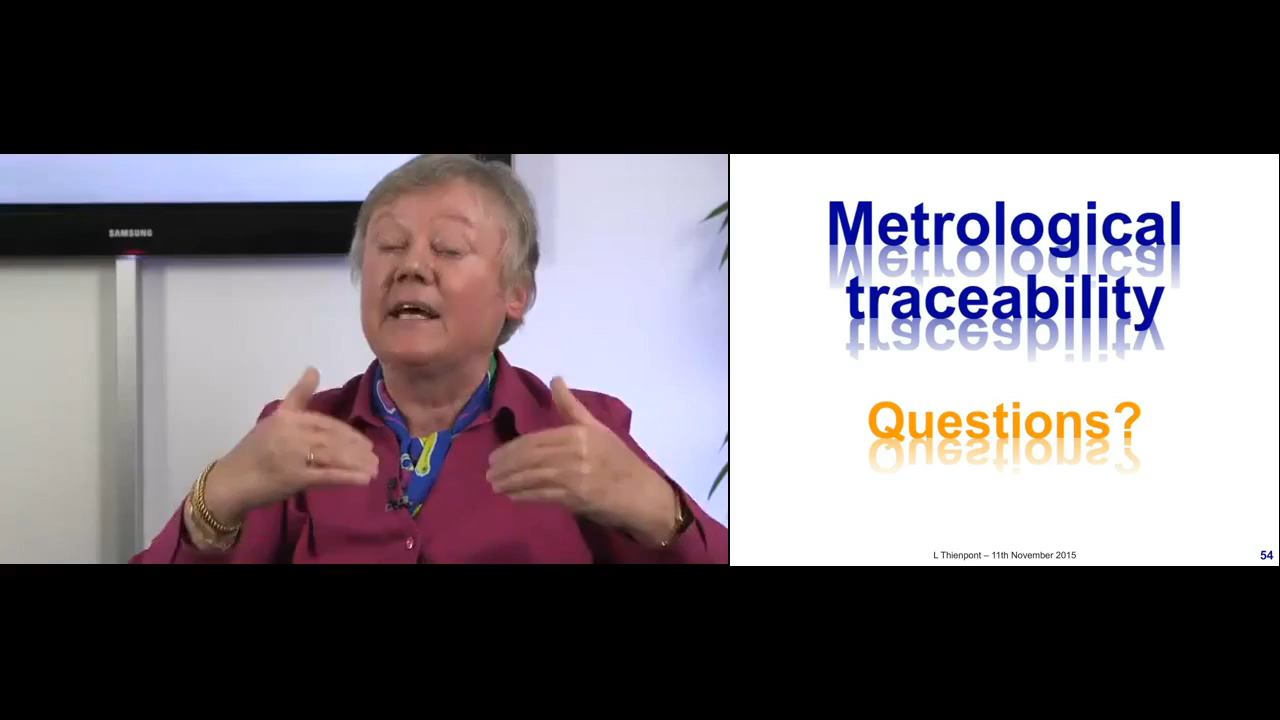 SAMSUNG
Metrological
traceability
Questions?
L Thienpont – 11th November 2015
54